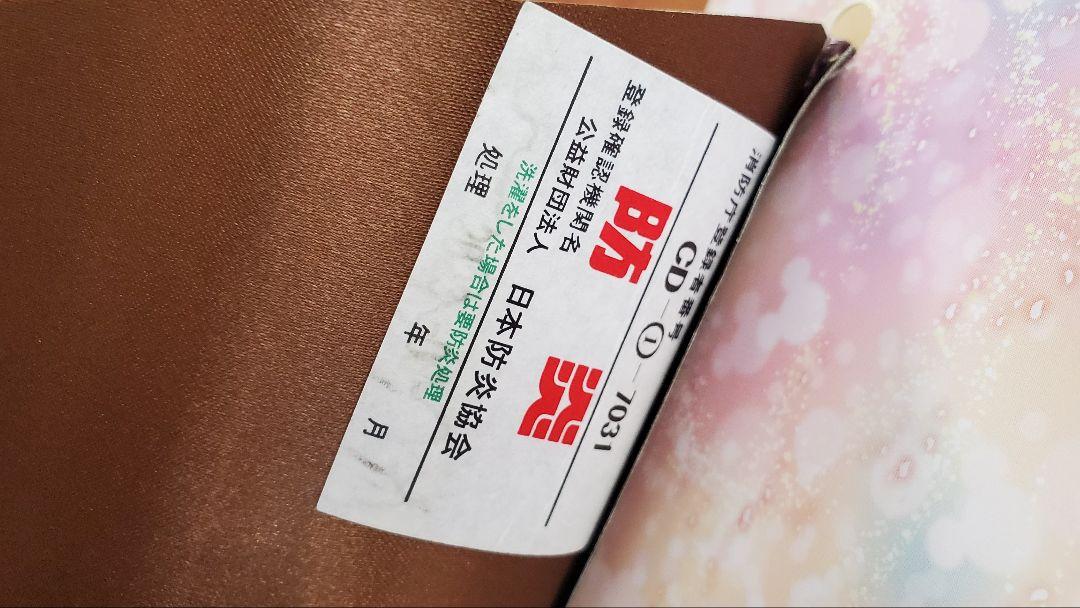 消防庁登録者番号
CD-①-7031
防炎
登録確認機関名
公益財団法人 日本防炎協会
洗濯をした場合は要防炎処理
処理 年 月